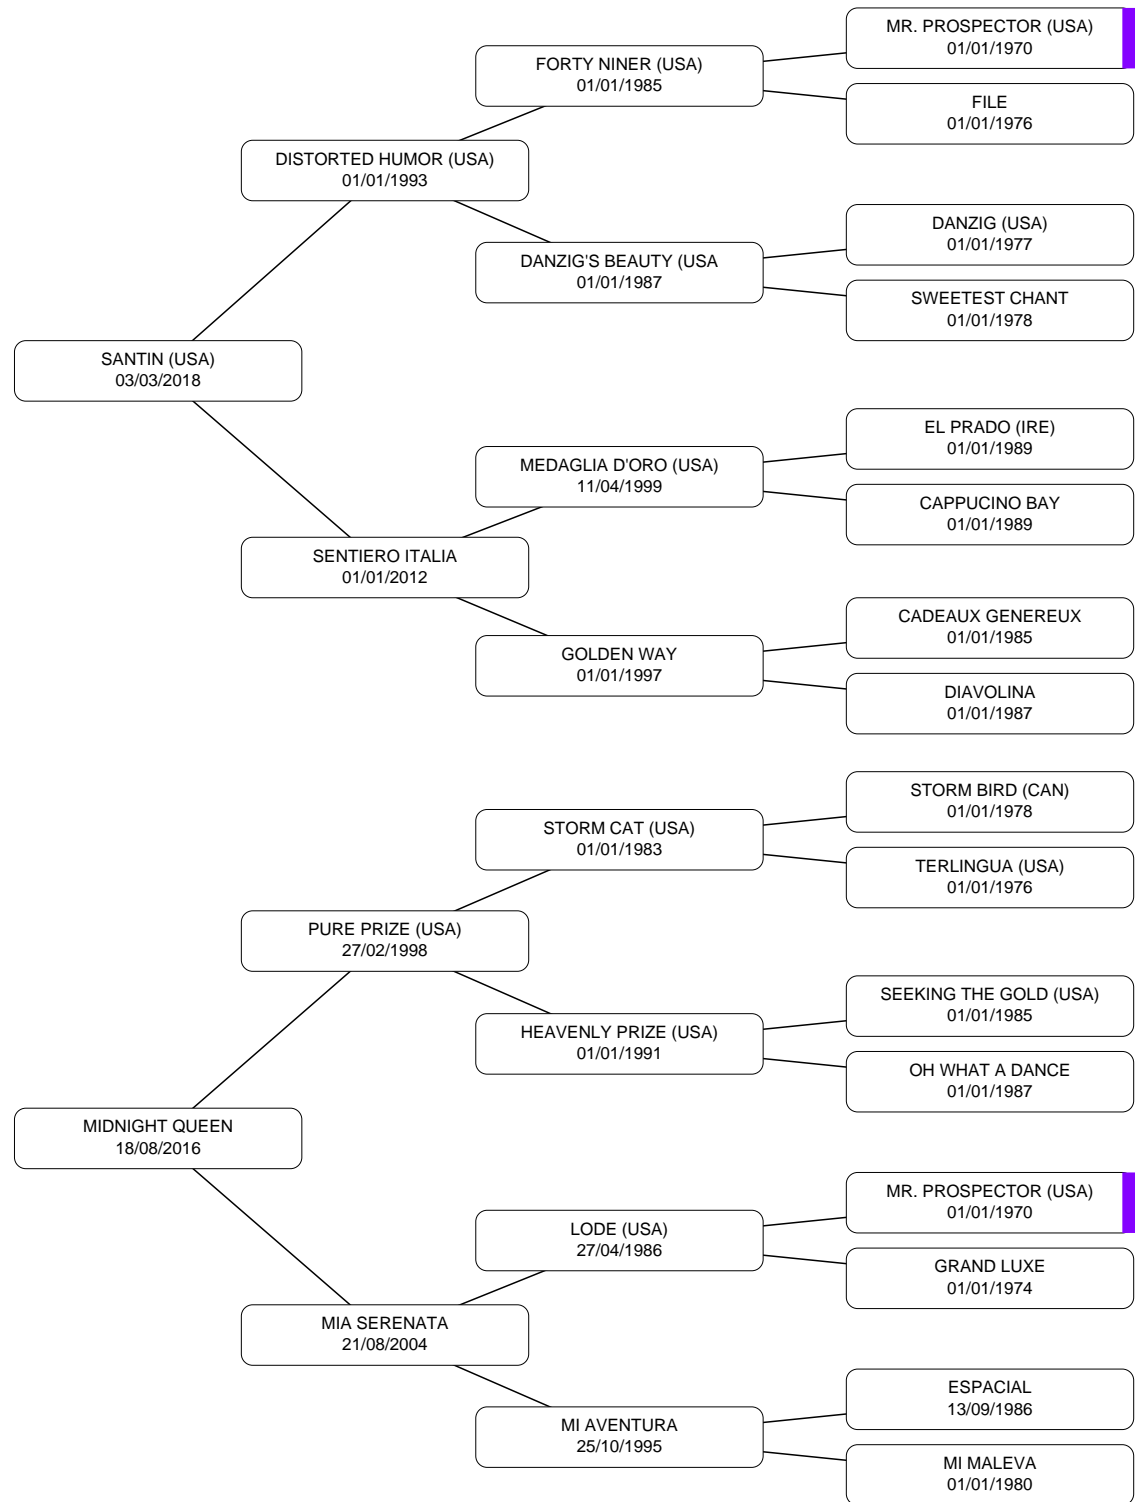 MR. PROSPECTOR (USA)
01/01/1970
FORTY NINER (USA)
01/01/1985
FILE
01/01/1976
DISTORTED HUMOR (USA)
01/01/1993
DANZIG (USA)
01/01/1977
DANZIG'S BEAUTY (USA
01/01/1987
SWEETEST CHANT
01/01/1978
SANTIN (USA)
03/03/2018
EL PRADO (IRE)
01/01/1989
MEDAGLIA D'ORO (USA)
11/04/1999
CAPPUCINO BAY
01/01/1989
SENTIERO ITALIA
01/01/2012
CADEAUX GENEREUX
01/01/1985
GOLDEN WAY
01/01/1997
DIAVOLINA
01/01/1987
STORM BIRD (CAN)
01/01/1978
STORM CAT (USA)
01/01/1983
TERLINGUA (USA)
01/01/1976
PURE PRIZE (USA)
27/02/1998
SEEKING THE GOLD (USA)
01/01/1985
HEAVENLY PRIZE (USA)
01/01/1991
OH WHAT A DANCE
01/01/1987
MIDNIGHT QUEEN
18/08/2016
MR. PROSPECTOR (USA)
01/01/1970
LODE (USA)
27/04/1986
GRAND LUXE
01/01/1974
MIA SERENATA
21/08/2004
ESPACIAL
13/09/1986
MI AVENTURA
25/10/1995
MI MALEVA
01/01/1980